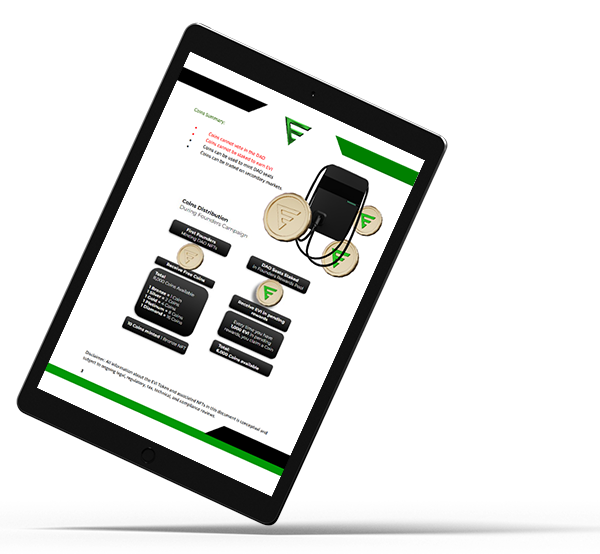 Coins Summary:
Coins cannot vote in the DAO
Coins cannot be staked to earn EVI
Coins can be used to mint DAO seats
Coins can be traded on secondary markets
Coins Distribution
During Founders Campaign
First Founders
Minting DAO NFTs
Receive Free Coins
Total
8,000 Coins Available
1 Bronze = 1 Coins
1 Silver = 2 Coins
1 Gold = 4 Coins
1 Platinum = 8 Coins
1 Diamond = 16 Coins
10 Coins minted 1 Bronze NFT
DAO Seats Staked
in Founders Rewards Pool
Receive EVI in pending
rewards
Every time you have
1,000 EVI in pending
rewards, you claim a Coin
Total:
8,000 Coins available
Disclaimer: All information about the EVI Token and associated NFTs in this document is conceptual and
subject to ongoing legal, regulatory, tax, technical, and compliance reviews